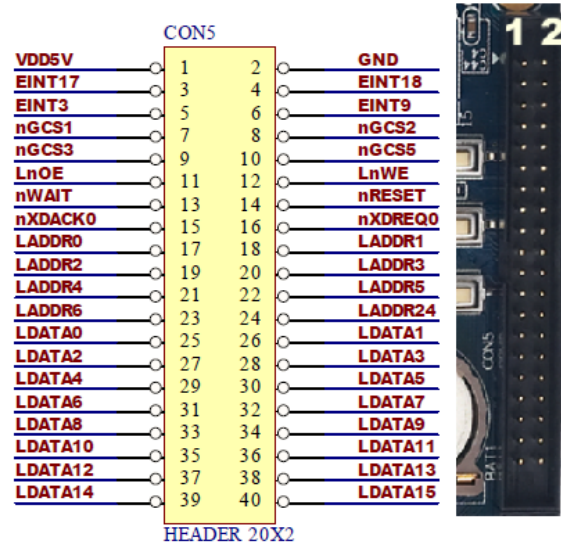 CON5
1 2
VDD5V 1 2 GND
EINT17 3 4 EINT18
EINT3 5 6 EINT9
nGCS1 7 8 nGCS2
nGCS3 9 10 nGCS5
LnOE 11 12 LnWE
nWAIT 13 14 nRESET
nXDACK0 15 16 nXDREQ0
LADDR0 17 18 LADDR1
LADDR2 19 20 LADDR3
LADDR4 21 22 LADDR5
LADDR6 23 24 LADDR24
LDATA0 25 26 LDATA1
LDATA2 27 28 LDATA3
LDATA4 29 30 LDATA5
LDATA6 31 32 LDATA7
LDATA8 33 34 LDATA9
LDATA10 35 36 LDATA11
LDATA12 37 38 LDATA13
LDATA14 39 40 LDATA15
HEADER 20X2
CON5
BAT1